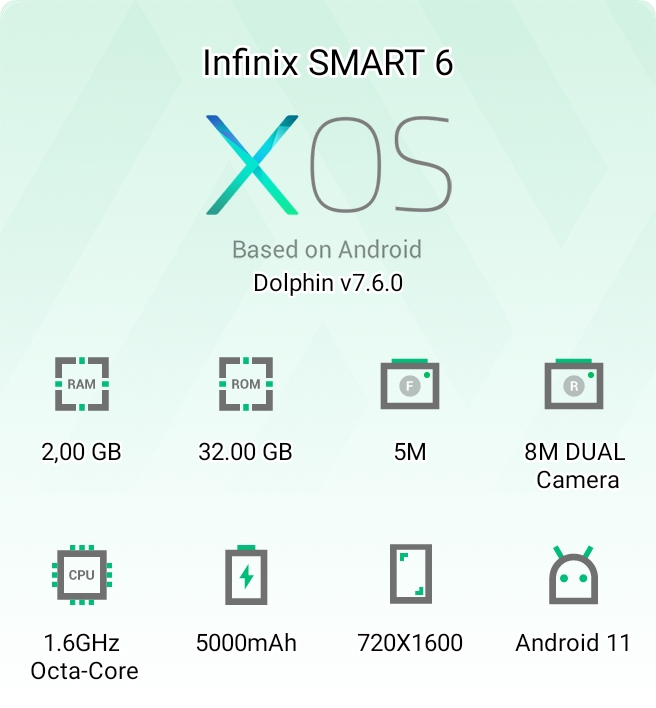 Infinix SMART 6
XOS
Based on Android
Dolphin v7.6.0
RAM
ROM
F
R
2,00 GB
32.00 GB
5M
8M DUAL
Camera
CPU
1.6GHz
Octa-Core
5000mAh
720X1600
Android 11